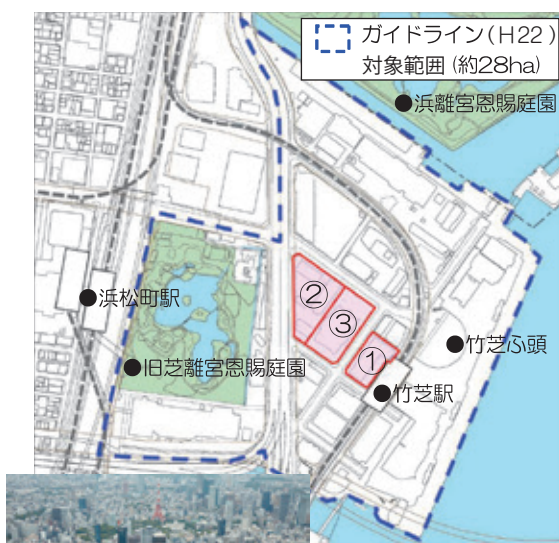 ガイドライン(H22)
対象範囲(約28ha)
●浜離宮恩賜庭園
②
③
①
●浜松町駅
●竹芝ふ頭
●旧芝離宮恩賜庭園
●竹芝駅